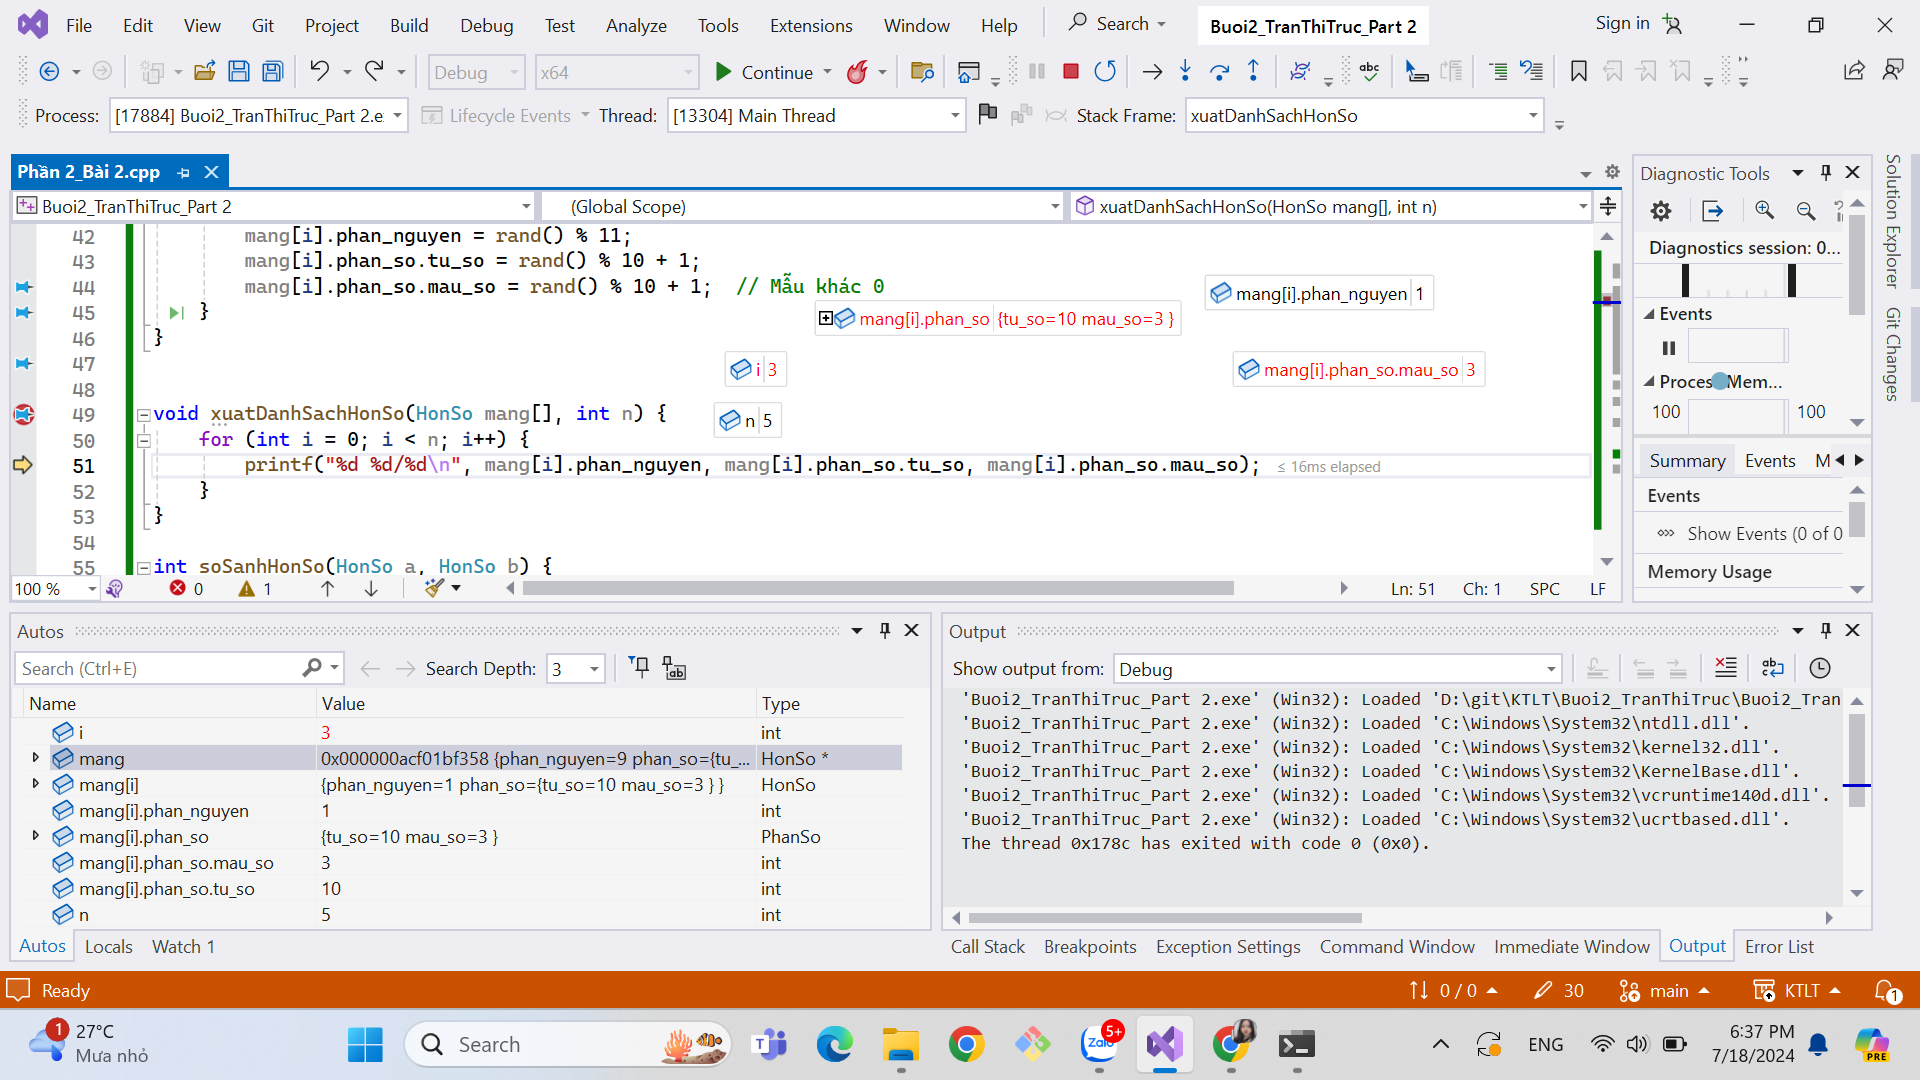 File Edit View Git Project Build Debug Test Analyze Tools Extensions Window Help Search Buoi2_TranThiTruc_Part 2 Sign in
Debug x64 Continue
Process: [17884] Buoi2_TranThiTruc_Part 2.e Lifecycle Events Thread: [13304] Main Thread Stack Frame: xuatDanhSachHonSo
Phần 2_Bài 2.cpp
Buoi2_TranThiTruc_Part 2 (Global Scope) xuatDanhSachHonSo(HonSo mang[], int n)
42 mang[i].phan_nguyen = rand() % 11;
43 mang[i].phan_so.tu_so = rand() % 10 + 1;
44 mang[i].phan_so.mau_so = rand() % 10 + 1; // Mẫu khác 0
mang[i].phan_nguyen 1
45 }
mang[i].phan_so {tu_so=10 mau_so=3 }
46 }
47
i 3
mang[i].phan_so.mau_so 3
48
49 void xuatDanhSachHonSo(HonSo mang[], int n) {
n 5
50 for (int i = 0; i < n; i++) {
51 printf("%d %d/%d\n", mang[i].phan_nguyen, mang[i].phan_so.tu_so, mang[i].phan_so.mau_so); ≤ 16ms elapsed
52 }
53 }
54
55 int soSanhHonSo(HonSo a, HonSo b) {
100 % 0 1 Ln: 51 Ch: 1 SPC LF
Diagnostic Tools
Diagnostics session: 0...
Events
Proces Mem...
100 100
Summary Events M
Events
Show Events (0 of 0
Memory Usage
Solution Explorer
Git Changes
Autos
Search (Ctrl+E) Search Depth: 3
Name Value Type
i 3 int
mang 0x000000acf01bf358 {phan_nguyen=9 phan_so={tu_... HonSo *
mang[i] {phan_nguyen=1 phan_so={tu_so=10 mau_so=3 } } HonSo
mang[i].phan_nguyen 1 int
mang[i].phan_so {tu_so=10 mau_so=3 } PhanSo
mang[i].phan_so.mau_so 3 int
mang[i].phan_so.tu_so 10 int
n 5 int
Autos Locals Watch 1
Output
Show output from: Debug
'Buoi2_TranThiTruc_Part 2.exe' (Win32): Loaded 'D:\git\KTLT\Buoi2_TranThiTruc\Buoi2_Tran
'Buoi2_TranThiTruc_Part 2.exe' (Win32): Loaded 'C:\Windows\System32\ntdll.dll'.
'Buoi2_TranThiTruc_Part 2.exe' (Win32): Loaded 'C:\Windows\System32\kernel32.dll'.
'Buoi2_TranThiTruc_Part 2.exe' (Win32): Loaded 'C:\Windows\System32\KernelBase.dll'.
'Buoi2_TranThiTruc_Part 2.exe' (Win32): Loaded 'C:\Windows\System32\vcruntime140d.dll'.
'Buoi2_TranThiTruc_Part 2.exe' (Win32): Loaded 'C:\Windows\System32\ucrtbased.dll'.
The thread 0x178c has exited with code 0 (0x0).
Call Stack Breakpoints Exception Settings Command Window Immediate Window Output Error List
Ready 0 / 0 30 main KTLT 1
1 27°C
Mưa nhỏ
Search
Zalo 5+
ENG
6:37 PM
7/18/2024
PRE